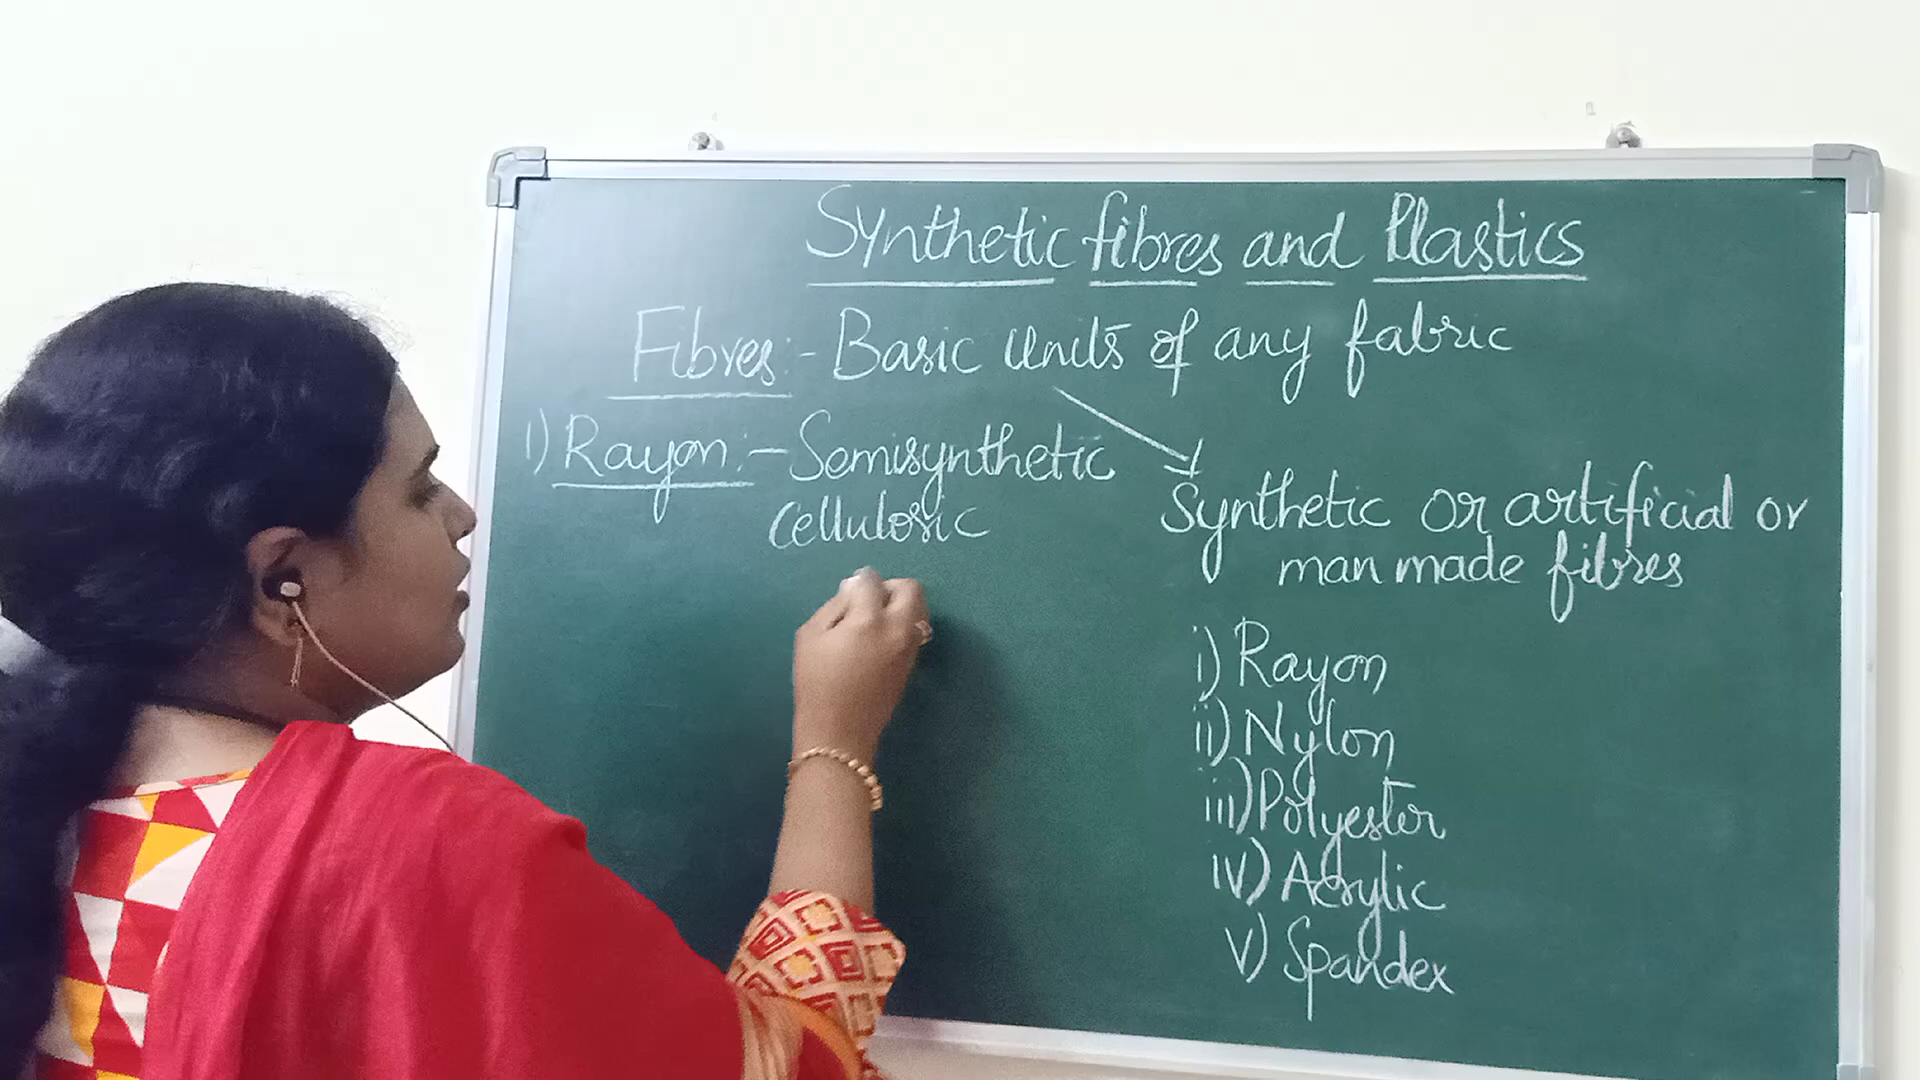 Synthetic fibres and Plastics
Fibres:- Basic units of any fabric
1) Rayon:- Semisynthetic
cellulosic
Synthetic or artificial or
man made fibres
i) Rayon
ii) Nylon
iii) Polyester
iv) Acrylic
v) Spandex